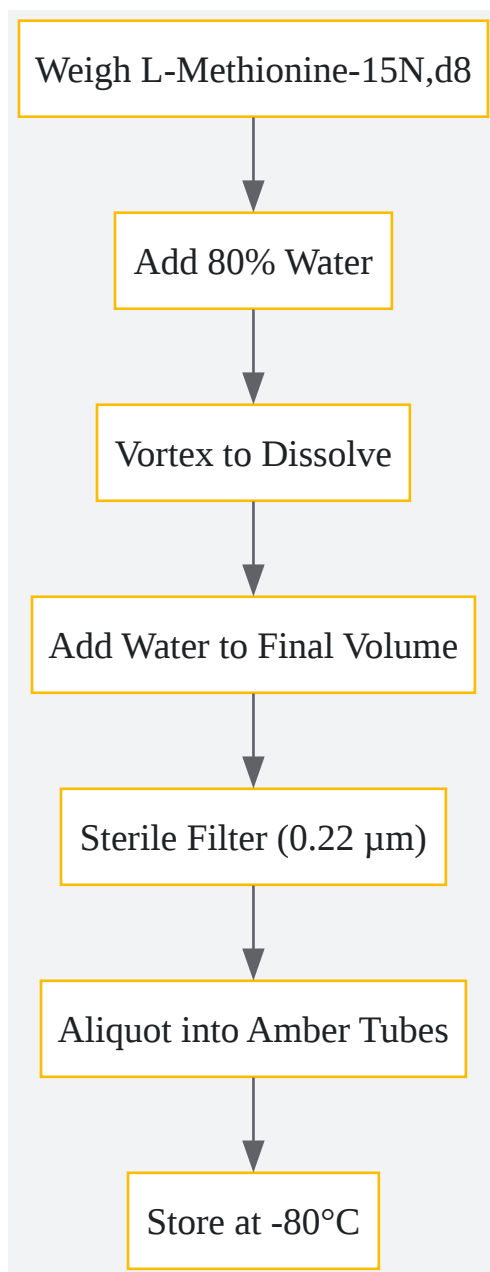 Weigh L-Methionine-15N,d8
Add 80% Water
Vortex to Dissolve
Add Water to Final Volume
Sterile Filter (0.22 µm)
Aliquot into Amber Tubes
Store at -80°C